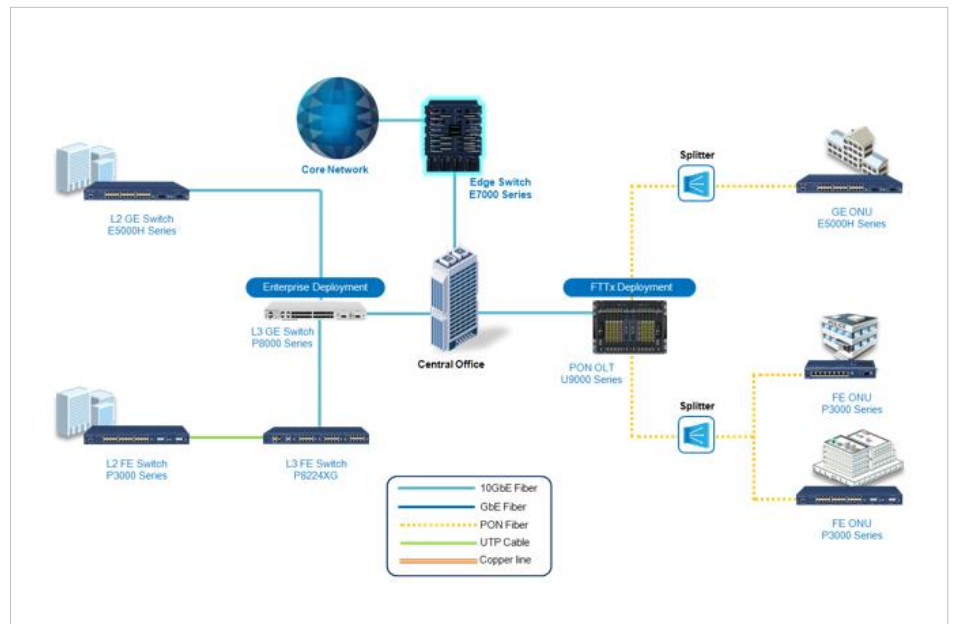 Core Network
Edge Switch
E7000 Series
Splitter
L2 GE Switch
E5000H Series
GE ONU
E5000H Series
Enterprise Deployment
FTTx Deployment
L3 GE Switch
P8000 Series
Central Office
PON OLT
U9000 Series
FE ONU
P3000 Series
Splitter
L2 FE Switch
P3000 Series
L3 FE Switch
P8224XG
FE ONU
P3000 Series
10GbE Fiber
GbE Fiber
PON Fiber
UTP Cable
Copper line